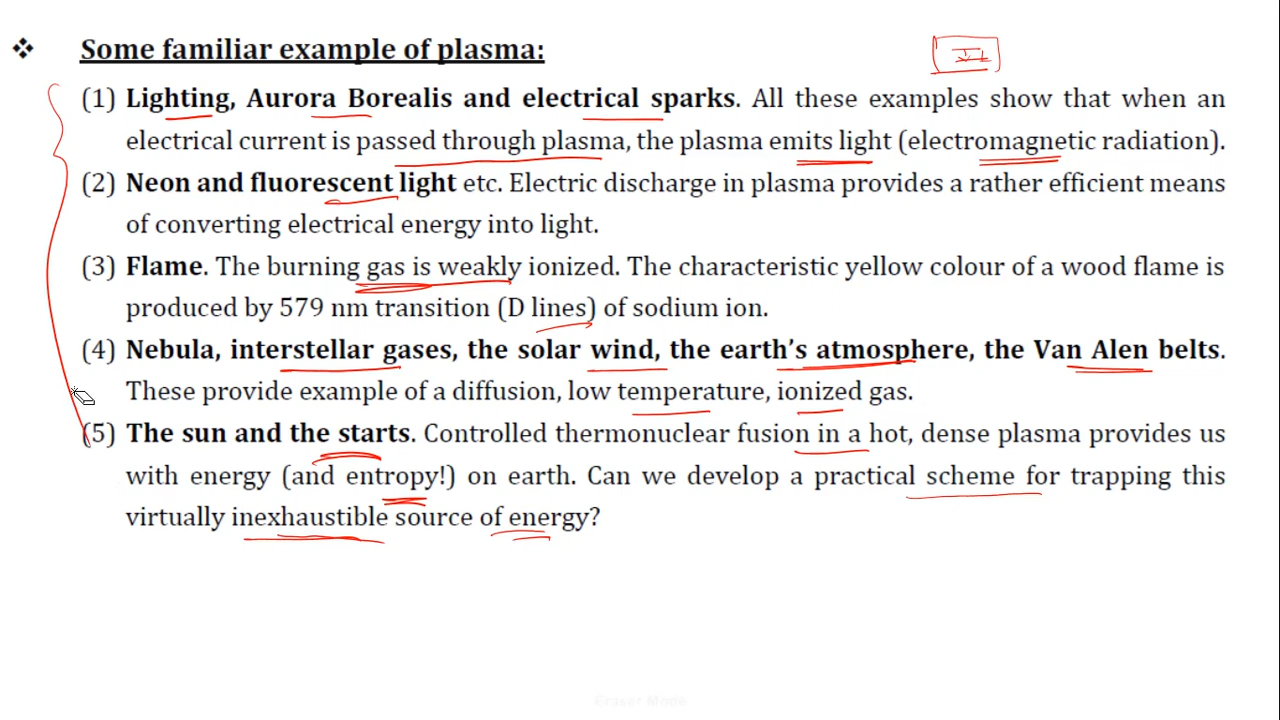 ❖ Some familiar example of plasma:
(1) Lighting, Aurora Borealis and electrical sparks. All these examples show that when an
electrical current is passed through plasma, the plasma emits light (electromagnetic radiation).
(2) Neon and fluorescent light etc. Electric discharge in plasma provides a rather efficient means
of converting electrical energy into light.
(3) Flame. The burning gas is weakly ionized. The characteristic yellow colour of a wood flame is
produced by 579 nm transition (D lines) of sodium ion.
(4) Nebula, interstellar gases, the solar wind, the earth's atmosphere, the Van Alen belts.
These provide example of a diffusion, low temperature, ionized gas.
(5) The sun and the starts. Controlled thermonuclear fusion in a hot, dense plasma provides us
with energy (and entropy!) on earth. Can we develop a practical scheme for trapping this
virtually inexhaustible source of energy?
Eraser Mode